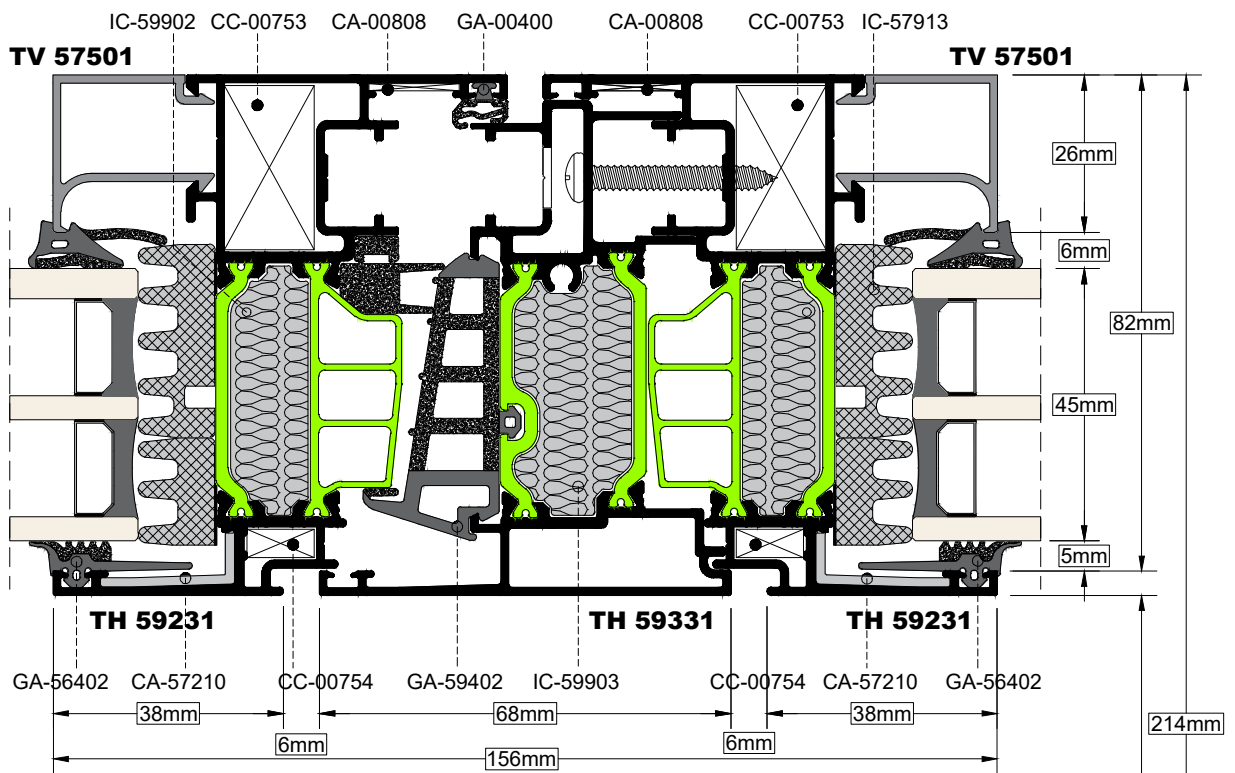 IC-59902 CC-00753 CA-00808 GA-00400 CA-00808 CC-00753 IC-57913
TV 57501 TV 57501
26mm
6mm
82mm
45mm
5mm
TH 59231 TH 59331 TH 59231
GA-56402 CA-57210 CC-00754 GA-59402 IC-59903 CC-00754 CA-57210 GA-56402
38mm 68mm 38mm
214mm
6mm 6mm
156mm